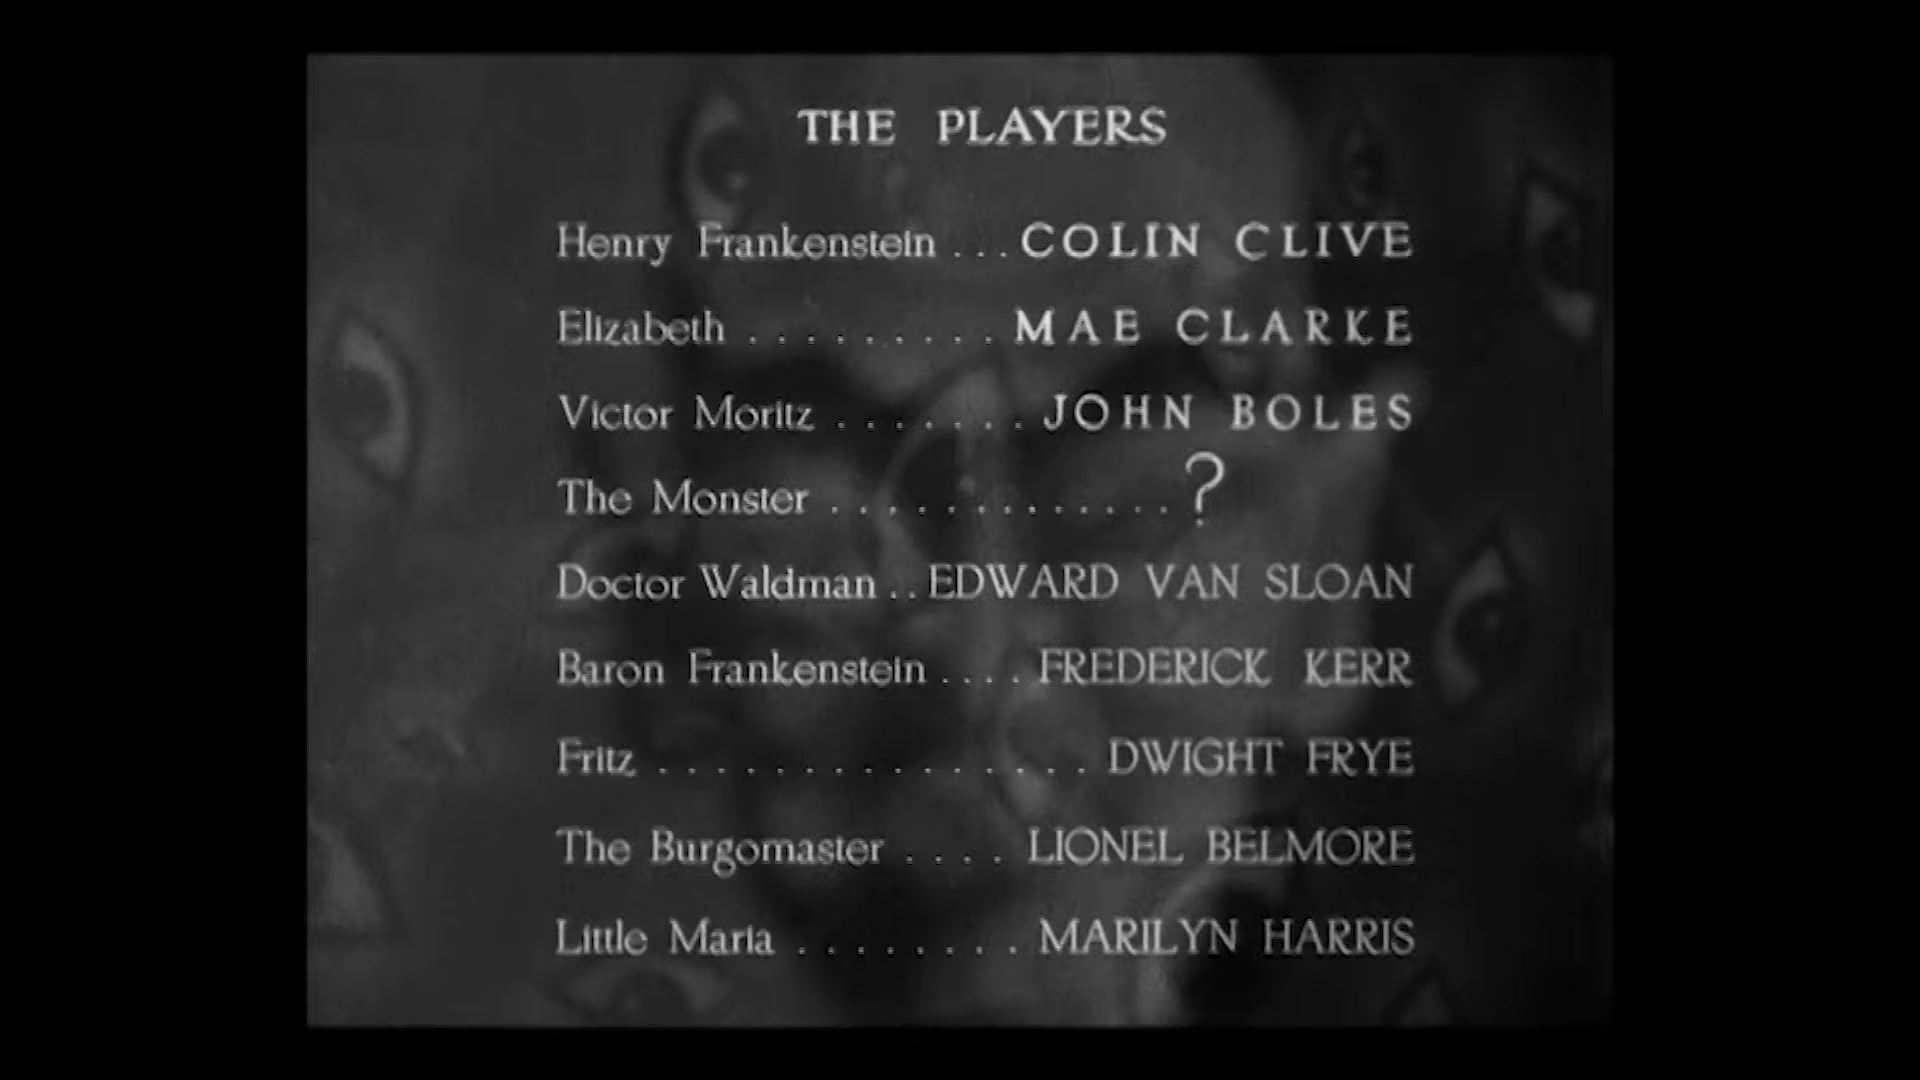 THE PLAYERS
Henry Frankenstein ... COLIN CLIVE
Elizabeth ......... MAE CLARKE
Victor Moritz ....... JOHN BOLES
The Monster ............ ?
Doctor Waldman .. EDWARD VAN SLOAN
Baron Frankenstein .... FREDERICK KERR
Fritz ............... DWIGHT FRYE
The Burgomaster .... LIONEL BELMORE
Little Maria ........ MARILYN HARRIS